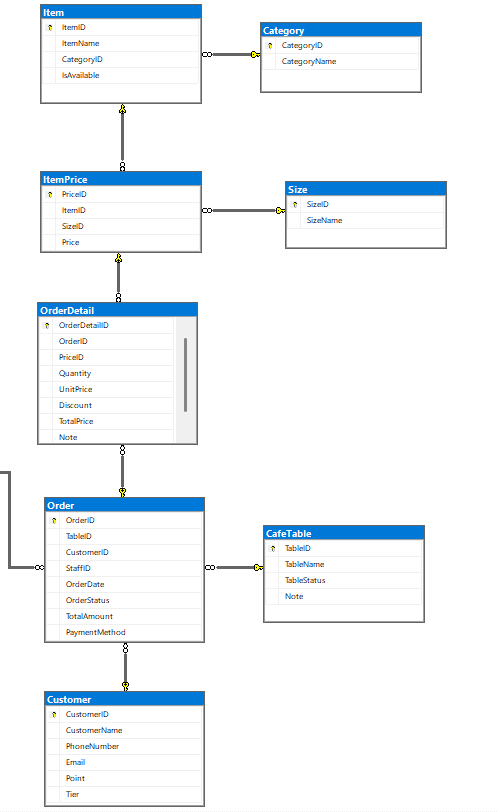 Item
ItemID
ItemName
CategoryID
IsAvailable
Category
CategoryID
CategoryName
ItemPrice
PriceID
ItemID
SizeID
Price
Size
SizeID
SizeName
OrderDetail
OrderDetailID
OrderID
PriceID
Quantity
UnitPrice
Discount
TotalPrice
Note
Order
OrderID
TableID
CustomerID
StaffID
OrderDate
OrderStatus
TotalAmount
PaymentMethod
CafeTable
TableID
TableName
TableStatus
Note
Customer
CustomerID
CustomerName
PhoneNumber
Email
Point
Tier